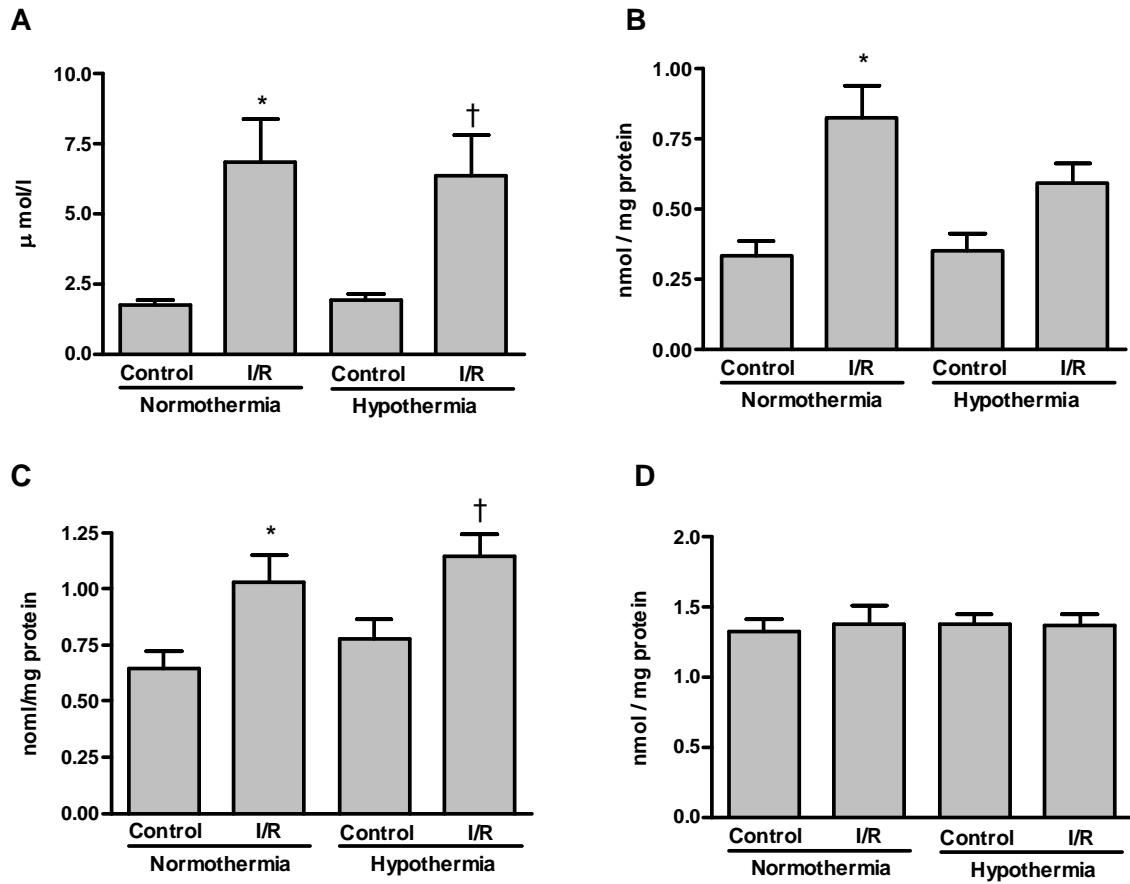 A
10.0
7.5
5.0
2.5
0.0
μ mol/l
*
†
Control I/R Control I/R
Normothermia Hypothermia
B
1.00
0.75
0.50
0.25
0.00
nmol / mg protein
*
Control I/R Control I/R
Normothermia Hypothermia
C
1.25
1.00
0.75
0.50
0.25
0.00
noml/mg protein
*
†
Control I/R Control I/R
Normothermia Hypothermia
D
2.0
1.5
1.0
0.5
0.0
nmol / mg protein
Control I/R Control I/R
Normothermia Hypothermia